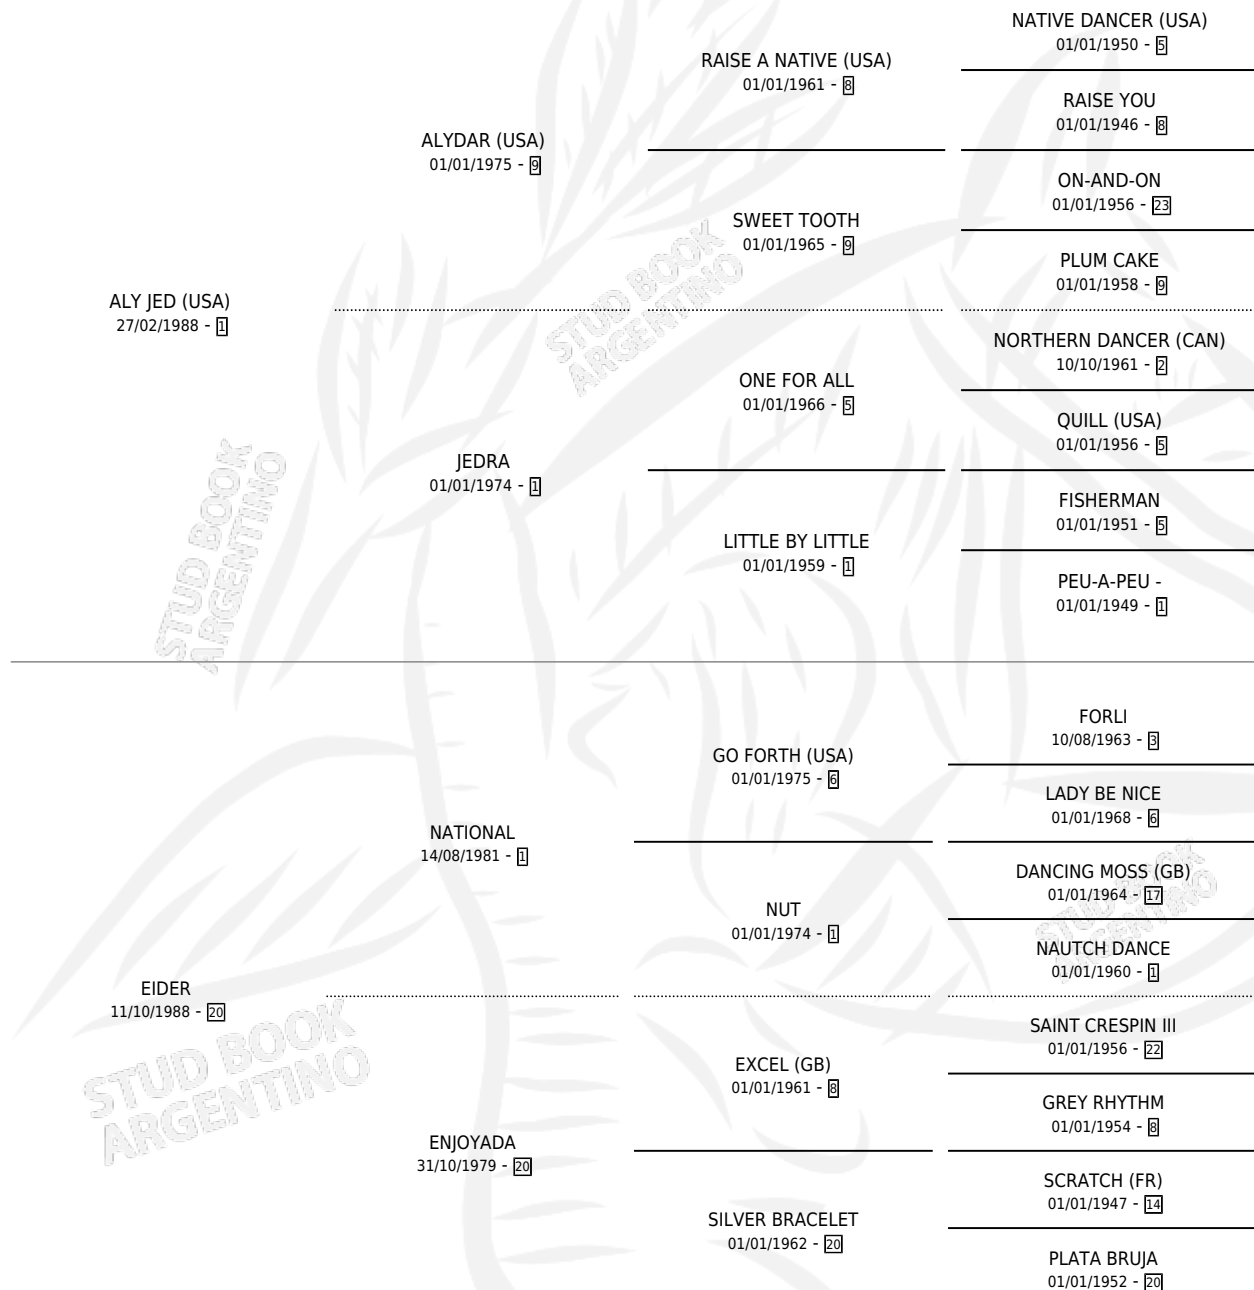 NATIVE DANCER (USA)
01/01/1950 - 5
RAISE A NATIVE (USA)
01/01/1961 - 8
RAISE YOU
01/01/1946 - 8
ALYDAR (USA)
01/01/1975 - 9
ON-AND-ON
01/01/1956 - 23
SWEET TOOTH
01/01/1965 - 9
PLUM CAKE
01/01/1958 - 9
ALY JED (USA)
27/02/1988 - 1
NORTHERN DANCER (CAN)
10/10/1961 - 2
ONE FOR ALL
01/01/1966 - 5
QUILL (USA)
01/01/1956 - 5
JEDRA
01/01/1974 - 1
FISHERMAN
01/01/1951 - 5
LITTLE BY LITTLE
01/01/1959 - 1
PEU-A-PEU -
01/01/1949 - 1
STUD BOOK
ARGENTINO
STUD BOOK
ARGENTINO
FORLI
10/08/1963 - 3
GO FORTH (USA)
01/01/1975 - 6
LADY BE NICE
01/01/1968 - 6
NATIONAL
14/08/1981 - 1
DANCING MOSS (GB)
01/01/1964 - 17
NUT
01/01/1974 - 1
NAUTCH DANCE
01/01/1960 - 1
STUD BOOK
ARGENTINO
EIDER
11/10/1988 - 20
SAINT CRESPIN III
01/01/1956 - 22
EXCEL (GB)
01/01/1961 - 8
GREY RHYTHM
01/01/1954 - 8
STUD BOOK
ARGENTINO
ENJOYADA
31/10/1979 - 20
SCRATCH (FR)
01/01/1947 - 14
SILVER BRACELET
01/01/1962 - 20
PLATA BRUJA
01/01/1952 - 20